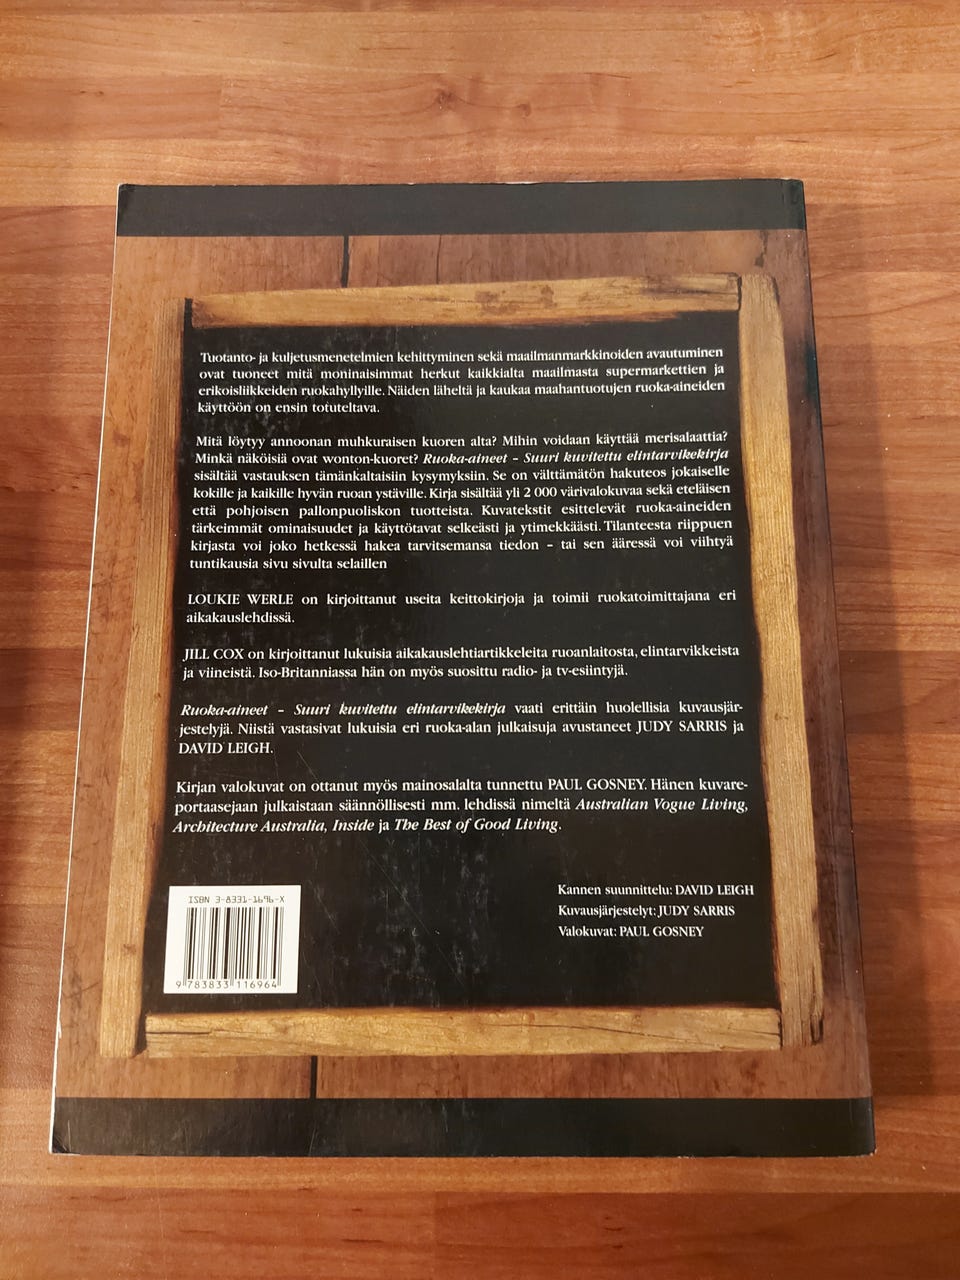 Tuotanto- ja kuljetusmenetelmien kehittyminen sekä maailmanmarkkinoiden avautuminen
ovat tuoneet mitä moninaisimmat herkut kaikkialta maailmasta supermarkettien ja
erikoisliikkeiden ruokahyllyille. Näiden läheltä ja kaukaa maahantuotujen ruoka-aineiden
käyttöön on ensin totuteltava.
Mitä löytyy annoonan muhkuraisen kuoren alta? Mihin voidaan käyttää merisalaattia?
Minkä näköisiä ovat wonton-kuoret? Ruoka-aineet – Suuri kuvitettu elintarvikekirja
sisältää vastauksen tämänkaltaisiin kysymyksiin. Se on välttämätön hakuteos jokaiselle
kokille ja kaikille hyvän ruoan ystäville. Kirja sisältää yli 2 000 värivalokuvaa sekä eteläisen
että pohjoisen pallonpuoliskon tuotteista. Kuvatekstit esittelevät ruoka-aineiden
tärkeimmät ominaisuudet ja käyttötavat selkeästi ja ytimekkäästi. Tilanteesta riippuen
kirjasta voi joko hetkessä hakea tarvitsemansa tiedon – tai sen ääressä voi viihtyä
tuntikausia sivu sivulta selaillen
LOUKIE WERLE on kirjoittanut useita keittokirjoja ja toimii ruokatoimittajana eri
aikakauslehdissä.
JILL COX on kirjoittanut lukuisia aikakauslehtiartikkeleita ruoanlaitosta, elintarvikkeista
ja viineistä. Iso-Britanniassa hän on myös suosittu radio- ja tv-esiintyjä.
Ruoka-aineet – Suuri kuvitettu elintarvikekirja vaati erittäin huolellisia kuvausjär-
jestelyjä. Niistä vastasivat lukuisia eri ruoka-alan julkaisuja avustaneet JUDY SARRIS ja
DAVID LEIGH.
Kirjan valokuvat on ottanut myös mainosalalta tunnettu PAUL GOSNEY. Hänen kuvare-
portaasejaan julkaistaan säännöllisesti mm. lehdissä nimeltä Australian Vogue Living,
Architecture Australia, Inside ja The Best of Good Living.
Kannen suunnittelu: DAVID LEIGH
Kuvausjärjestelyt: JUDY SARRIS
Valokuvat: PAUL GOSNEY
ISBN 3-8331-1696-X
9 783833 116964